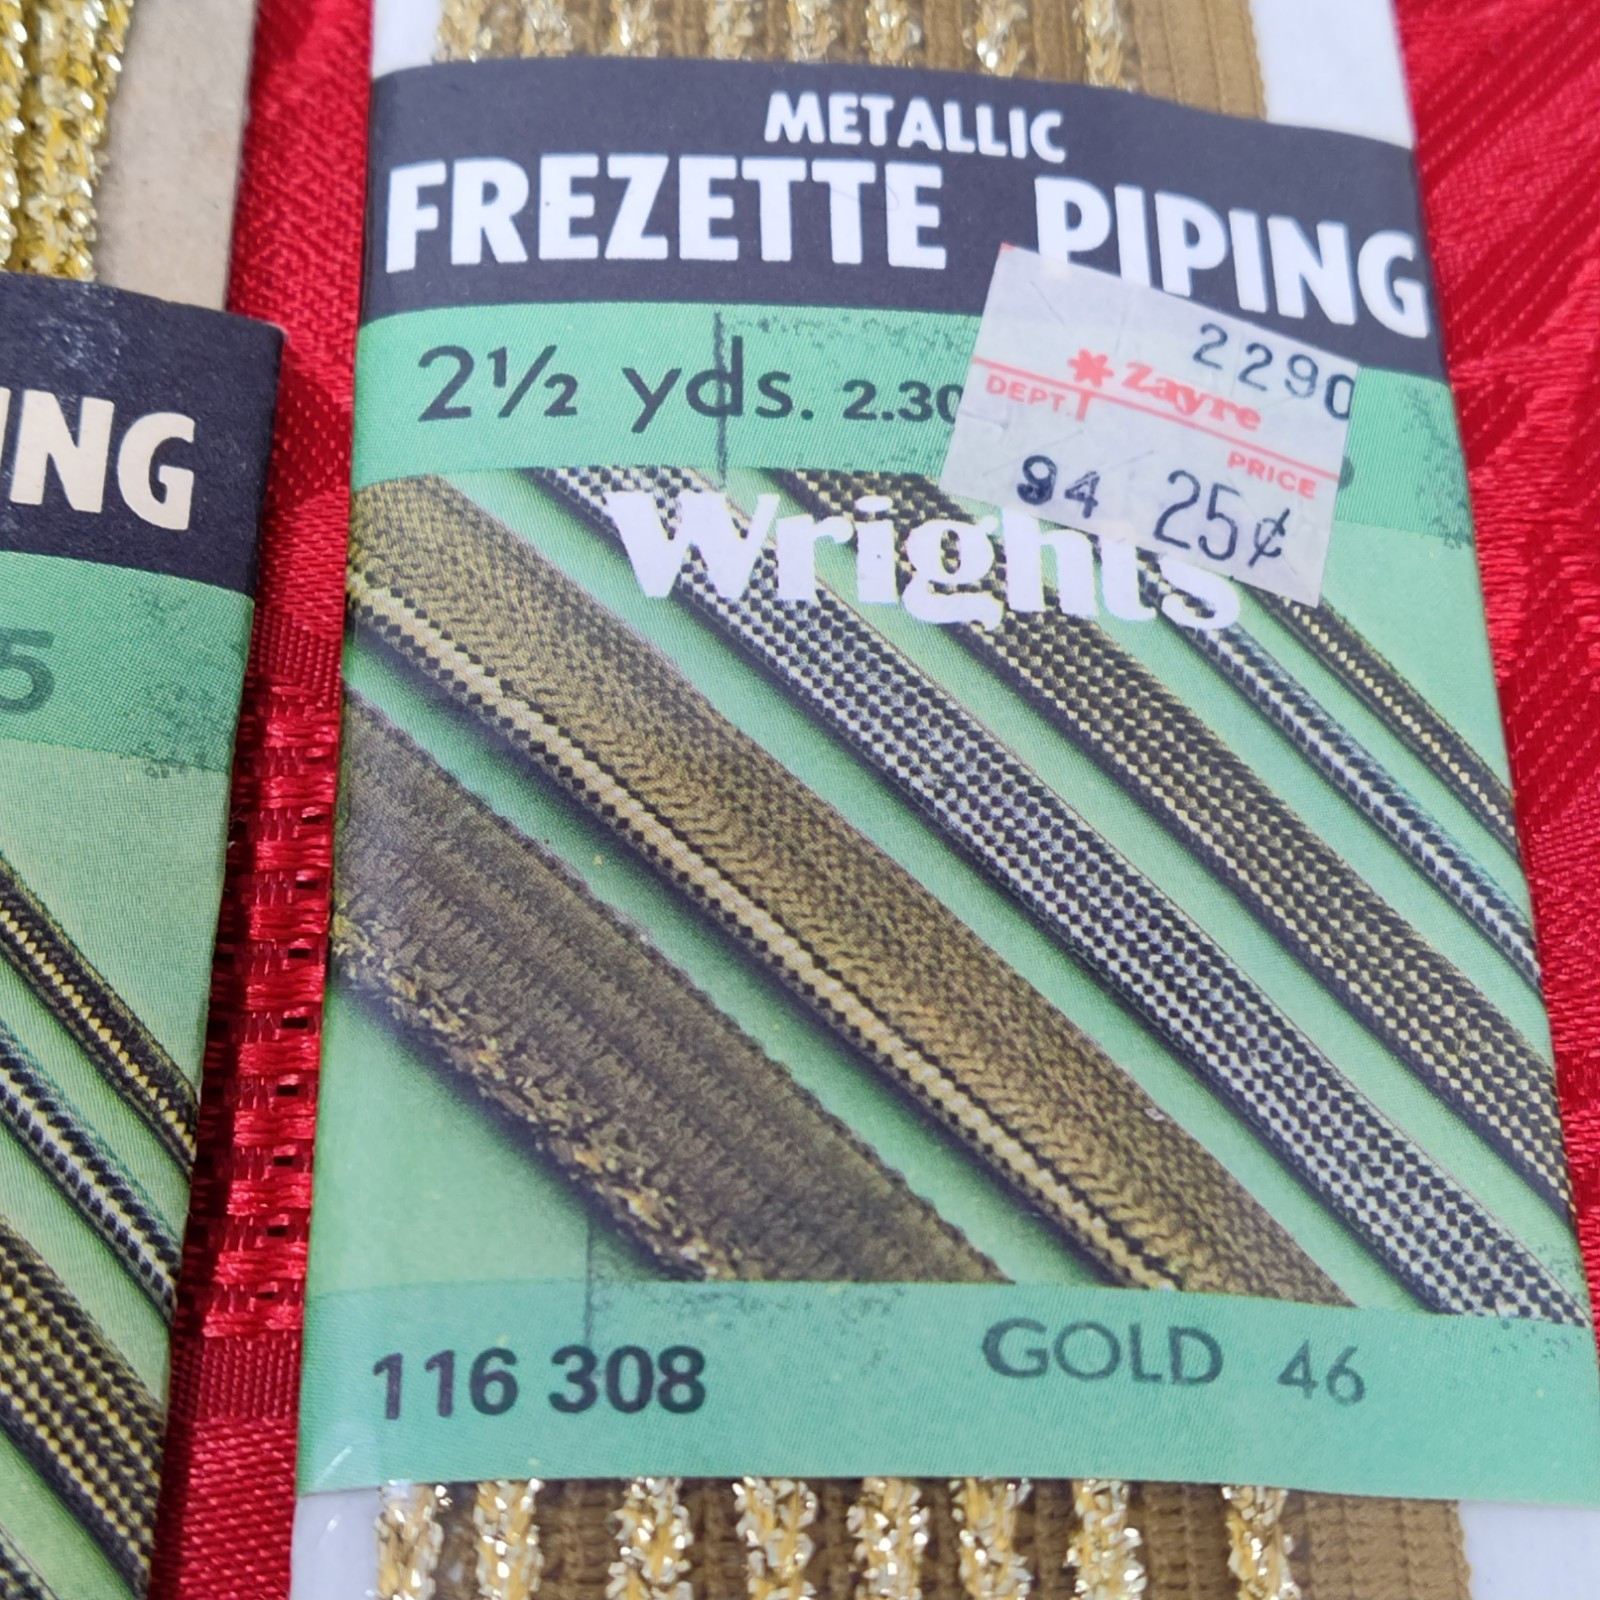 METALLIC
FREZETTE PIPING
2½ yds. 2.30
2290
Zayre
DEPT.
PRICE
94 25¢
Wrights
116 308 GOLD 46
ING
5